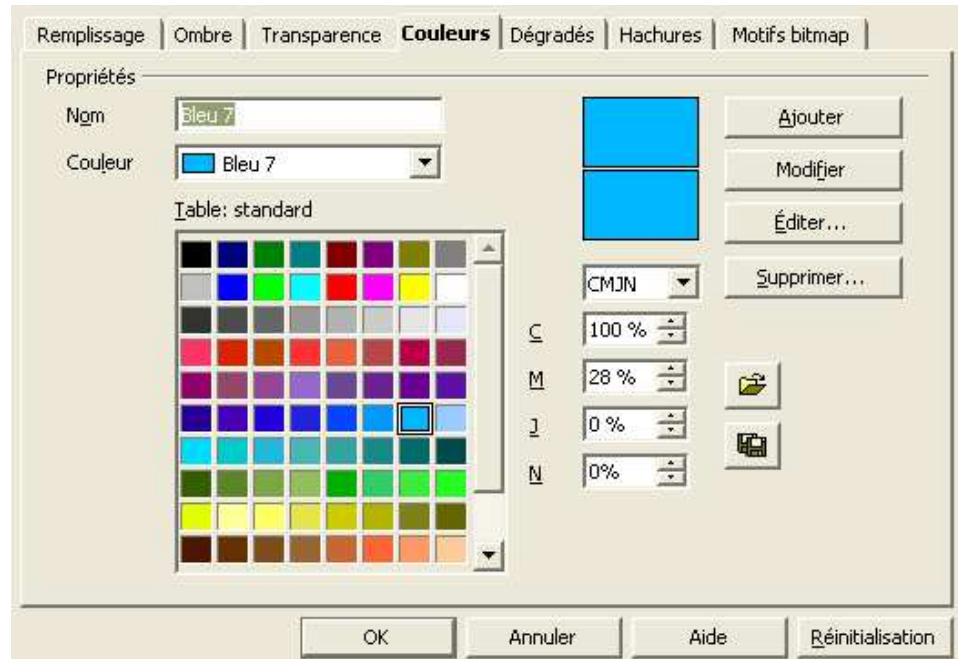 Remplissage Ombre Transparence Couleurs Dégradés Hachures Motifs bitmap
Propriétés
Nom Bleu 7 Ajouter
Couleur Bleu 7 Modifier
Table: standard Éditer...
CMJN Supprimer...
C 100 %
M 28 %
J 0 %
N 0%
OK Annuler Aide Réinitialisation